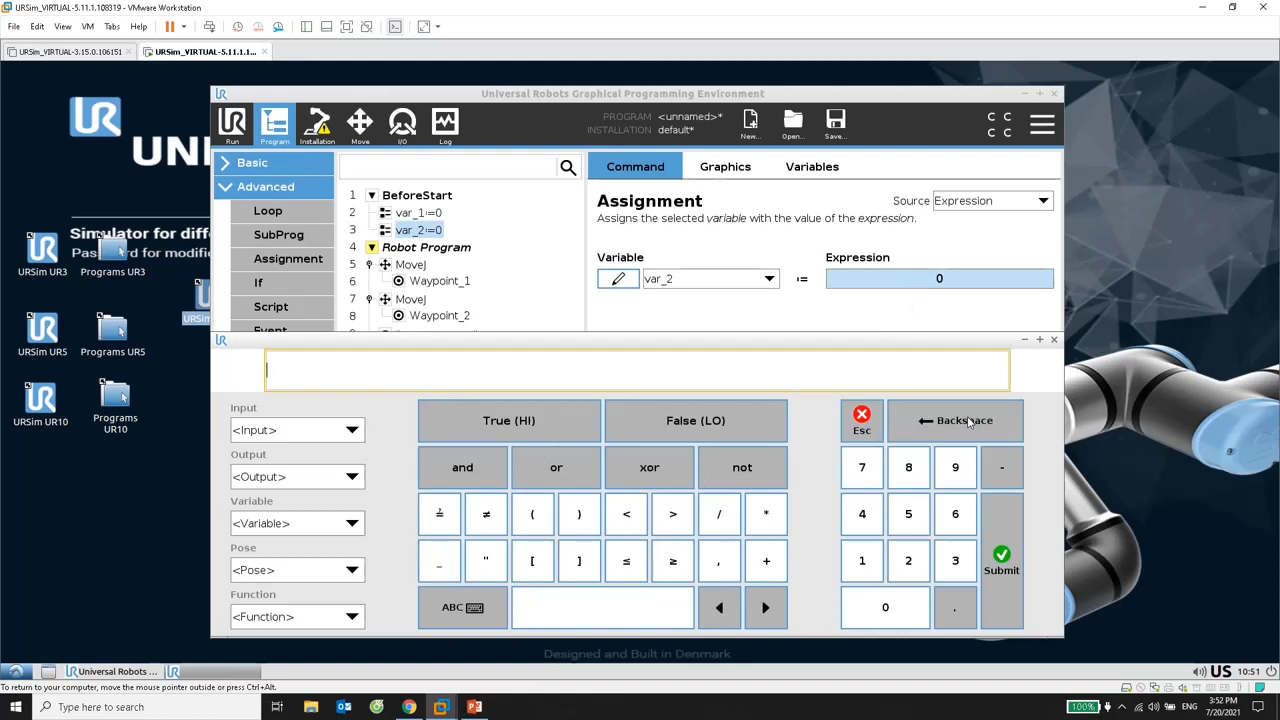 URSim_VIRTUAL-5.11.1.108319 - VMware Workstation
File Edit View VM Tabs Help
URSim_VIRTUAL-3.15.0.106151 URSim_VIRTUAL-5.11.1.1...
UR
UNI
Simulator for diff
Password for modific
URSim UR3 Programs UR3
URSim UR5 Programs UR5
URSim UR10 Programs UR10
URSim
Universal Robots Graphical Programming Environment
Run Program Installation Move I/O Log
PROGRAM <unnamed>*
INSTALLATION default*
New... Open... Save...
C C
C C
Basic
Advanced
Loop
SubProg
Assignment
If
Script
Event
1 BeforeStart
2 var_1≔0
3 var_2≔0
4 Robot Program
5 MoveJ
6 Waypoint_1
7 MoveJ
8 Waypoint_2
Command Graphics Variables
Assignment
Source Expression
Assigns the selected variable with the value of the expression.
Variable Expression
var_2 ≔ 0
Input
<Input>
Output
<Output>
Variable
<Variable>
Pose
<Pose>
Function
<Function>
True (HI) False (LO)
and or xor not
≟ ≠ ( ) < > / *
_ " [ ] ≤ ≥ , +
ABC
Esc Backspace
7 8 9 -
4 5 6
1 2 3 Submit
0 .
Designed and Built in Denmark
Universal Robots ...
US 10:51
To return to your computer, move the mouse pointer outside or press Ctrl+Alt.
Type here to search
100% ENG 3:52 PM
7/20/2021